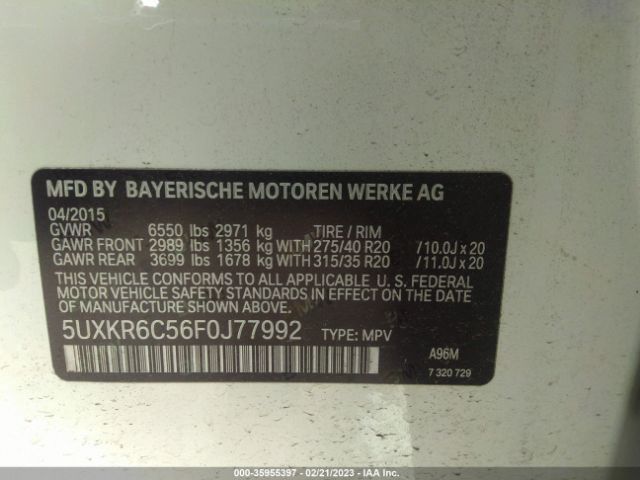 MFD BY BAYERISCHE MOTOREN WERKE AG
04/2015
GVWR 6550 lbs 2971 kg TIRE / RIM
GAWR FRONT 2989 lbs 1356 kg WITH 275/40 R20 /10.0J x 20
GAWR REAR 3699 lbs 1678 kg WITH 315/35 R20 /11.0J x 20
THIS VEHICLE CONFORMS TO ALL APPLICABLE U. S. FEDERAL
MOTOR VEHICLE SAFETY STANDARDS IN EFFECT ON THE
DATE OF MANUFACTURE SHOWN ABOVE.
5UXKR6C56F0J77992 TYPE: MPV
A96M
7 320 729
000-35955397 - 02/21/2023 - IAA Inc.